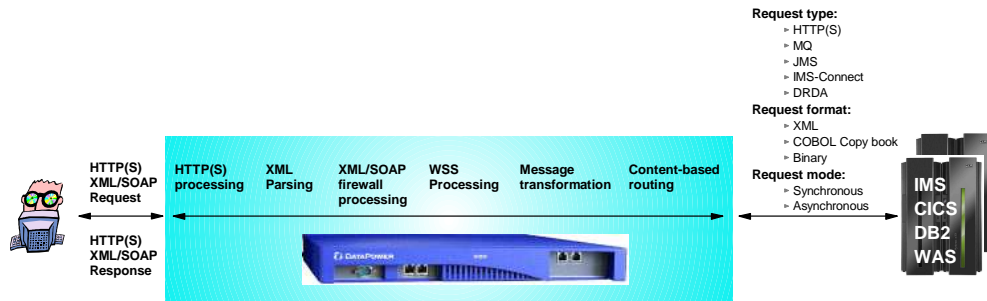 HTTP(S)
XML/SOAP
Request
HTTP(S)
XML/SOAP
Response
HTTP(S)
processing
XML
Parsing
XML/SOAP
firewall
processing
WSS
Processing
Message
transformation
Content-based
routing
DATAPOWER
Request type:
HTTP(S)
MQ
JMS
IMS-Connect
DRDA
Request format:
XML
COBOL Copy book
Binary
Request mode:
Synchronous
Asynchronous
IMS
CICS
DB2
WAS